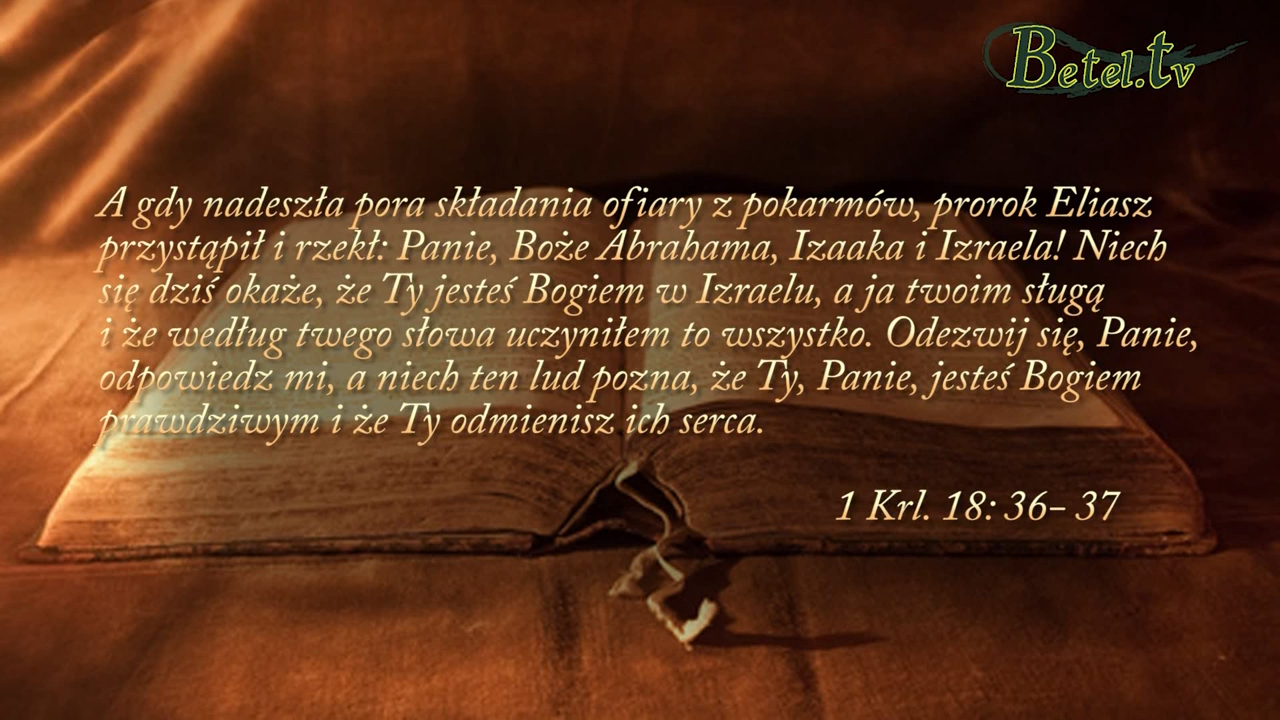 Betel.tv
A gdy nadeszła pora składania ofiary z pokarmów, prorok Eliasz
przystąpił i rzekł: Panie, Boże Abrahama, Izaaka i Izraela! Niech
się dziś okaże, że Ty jesteś Bogiem w Izraelu, a ja twoim sługą
i że według twego słowa uczyniłem to wszystko. Odezwij się, Panie,
odpowiedz mi, a niech ten lud pozna, że Ty, Panie, jesteś Bogiem
prawdziwym i że Ty odmienisz ich serca.
1 Krl. 18: 36– 37